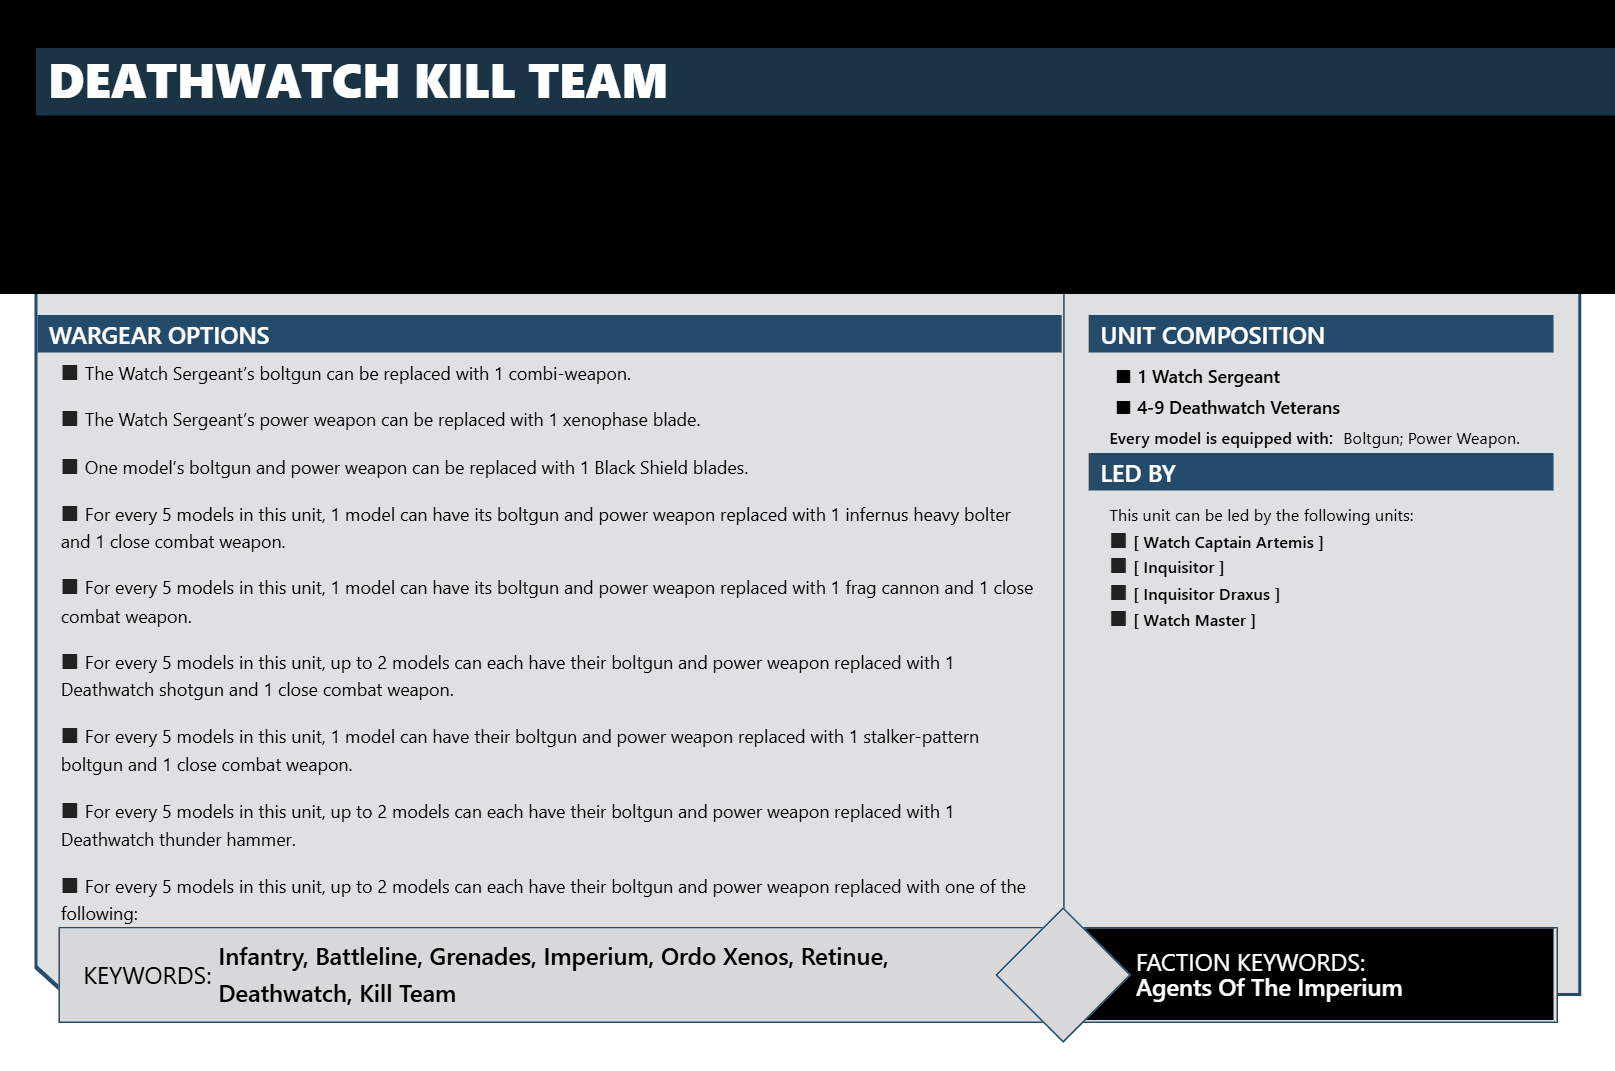 DEATHWATCH KILL TEAM
WARGEAR OPTIONS
■ The Watch Sergeant's boltgun can be replaced with 1 combi-weapon.
■ The Watch Sergeant's power weapon can be replaced with 1 xenophase blade.
■ One model's boltgun and power weapon can be replaced with 1 Black Shield blades.
■ For every 5 models in this unit, 1 model can have its boltgun and power weapon replaced with 1 infernus heavy bolter
and 1 close combat weapon.
■ For every 5 models in this unit, 1 model can have its boltgun and power weapon replaced with 1 frag cannon and 1 close
combat weapon.
■ For every 5 models in this unit, up to 2 models can each have their boltgun and power weapon replaced with 1
Deathwatch shotgun and 1 close combat weapon.
■ For every 5 models in this unit, 1 model can have their boltgun and power weapon replaced with 1 stalker-pattern
boltgun and 1 close combat weapon.
■ For every 5 models in this unit, up to 2 models can each have their boltgun and power weapon replaced with 1
Deathwatch thunder hammer.
■ For every 5 models in this unit, up to 2 models can each have their boltgun and power weapon replaced with one of the
following:
UNIT COMPOSITION
■ 1 Watch Sergeant
■ 4-9 Deathwatch Veterans
Every model is equipped with: Boltgun; Power Weapon.
LED BY
This unit can be led by the following units:
■ [ Watch Captain Artemis ]
■ [ Inquisitor ]
■ [ Inquisitor Draxus ]
■ [ Watch Master ]
KEYWORDS: Infantry, Battleline, Grenades, Imperium, Ordo Xenos, Retinue,
Deathwatch, Kill Team
FACTION KEYWORDS:
Agents Of The Imperium